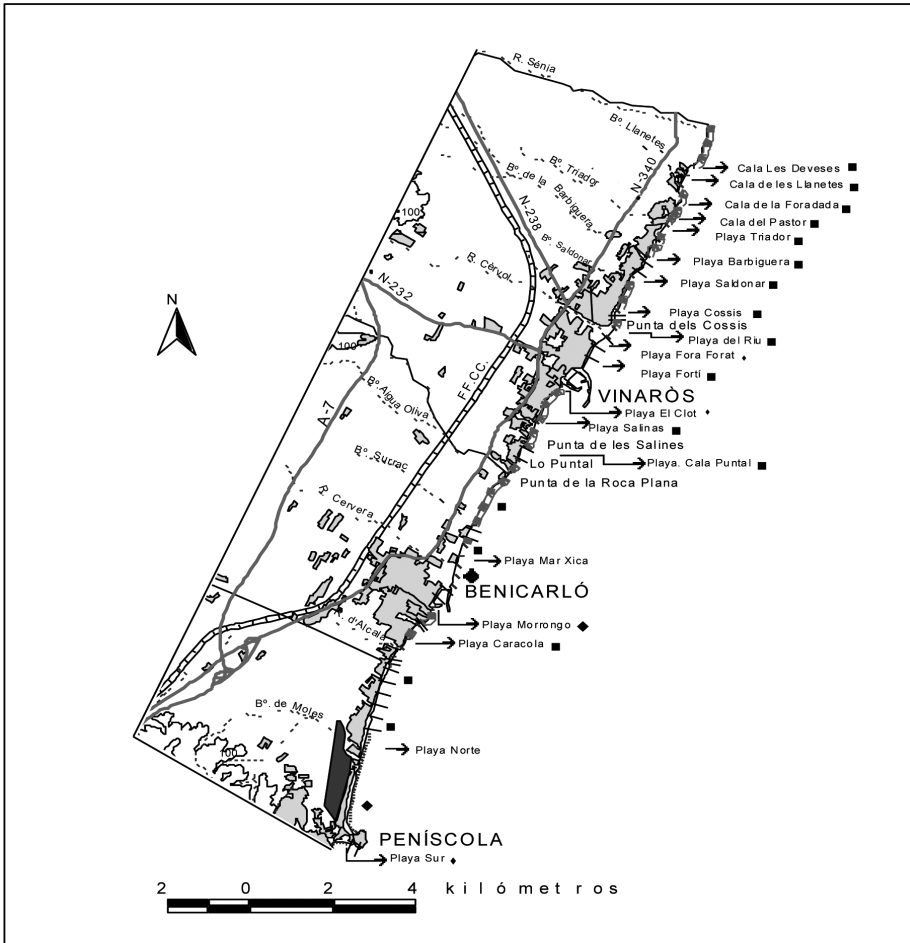 R. Sénia
Bº. Llanetes
Bº. Triador
Bº. de la Barbiguera
N-340
N-238
Bº. Saldonar
100
R. Cèrvol
N-232
N
100
FF.CC.
Bº Aigua Oliva
A-7
Bº. Surrac
R. Cervera
R. d'Alcalà
Bº. de Moles
100
Cala Les Deveses
Cala de les Llanetes
Cala de la Foradada
Cala del Pastor
Playa Triador
Playa Barbiguera
Playa Saldonar
Playa Cossis
Punta dels Cossis
Playa del Riu
Playa Fora Forat
Playa Fortí
VINARÒS
Playa El Clot
Playa Salinas
Punta de les Salines
Lo Puntal
Playa. Cala Puntal
Punta de la Roca Plana
Playa Mar Xica
BENICARLÓ
Playa Morrongo
Playa Caracola
Playa Norte
PENÍSCOLA
Playa Sur
2 0 2 4 kilómetros